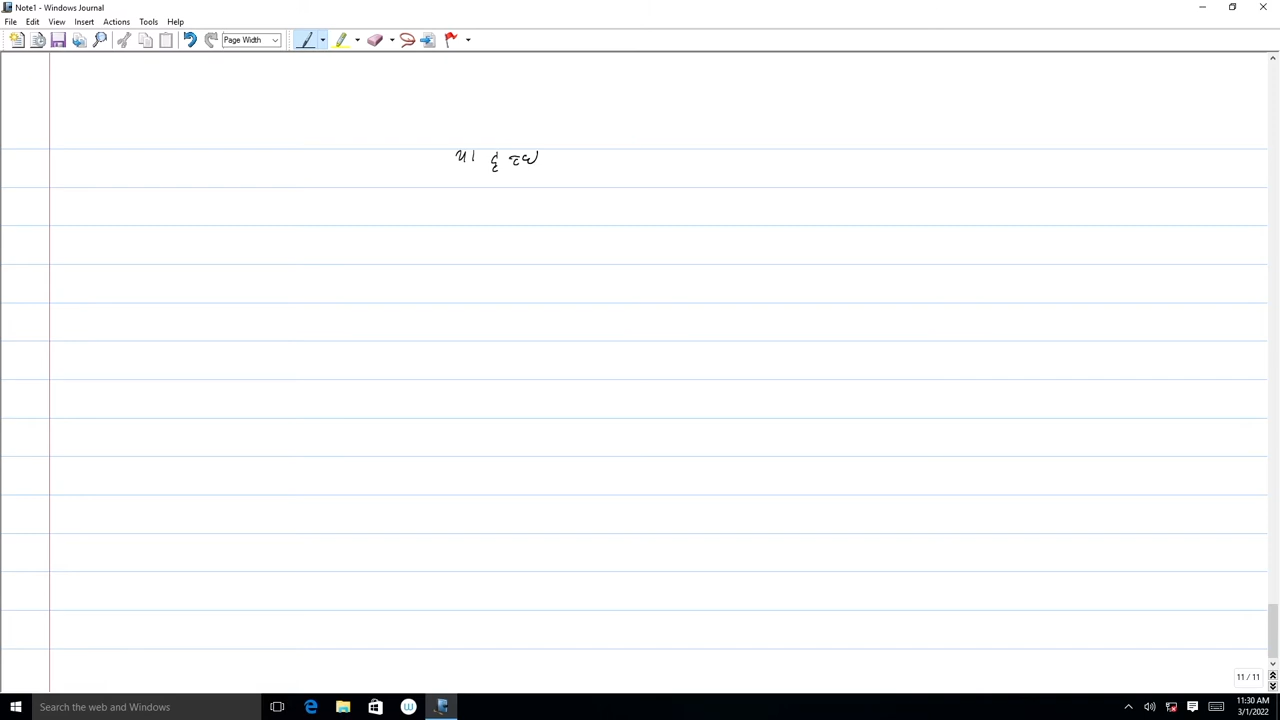 Note1 - Windows Journal
File Edit View Insert Actions Tools Help
Page Width
11 / 11
Search the web and Windows
11:30 AM
3/1/2022